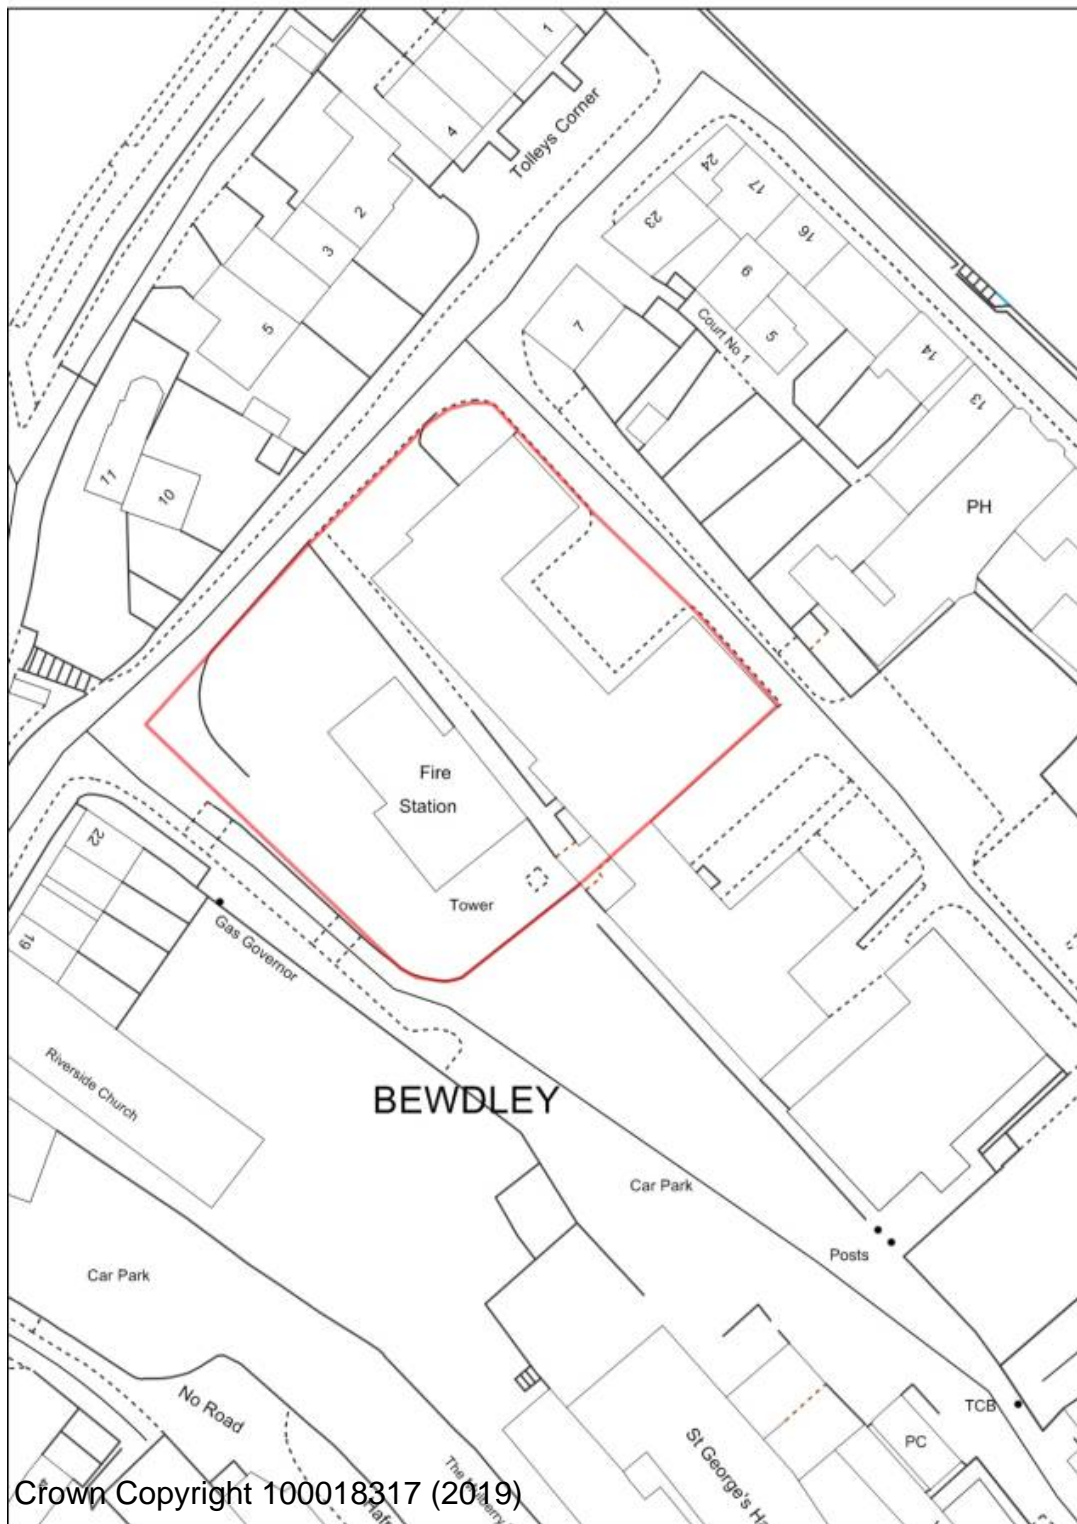 1
4
Tolleys Corner
2
3
5
24
17
23
16
6
7
5
Court No 1
14
13
11
10
PH
Fire
Station
Tower
22
19
Gas Governor
Riverside Church
BEWDLEY
Car Park
Posts
Car Park
No Road
TCB
PC
St George's
The
Crown Copyright 100018317 (2019)